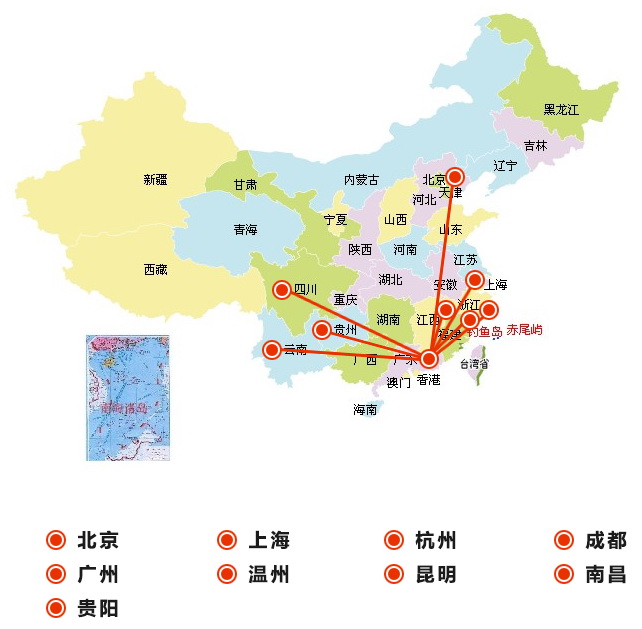 黑龙江
吉林
辽宁
新疆
甘肃
内蒙古
北京
天津
河北
宁夏
山西
山东
青海
陕西
河南
西藏
江苏
四川
重庆
湖北
安徽
上海
浙江
贵州
湖南
江西
福建
钓鱼岛
赤尾屿
云南
广西
广东
台湾省
澳门
香港
海南
南海诸岛
北京 上海 杭州 成都
广州 温州 昆明 南昌
贵阳